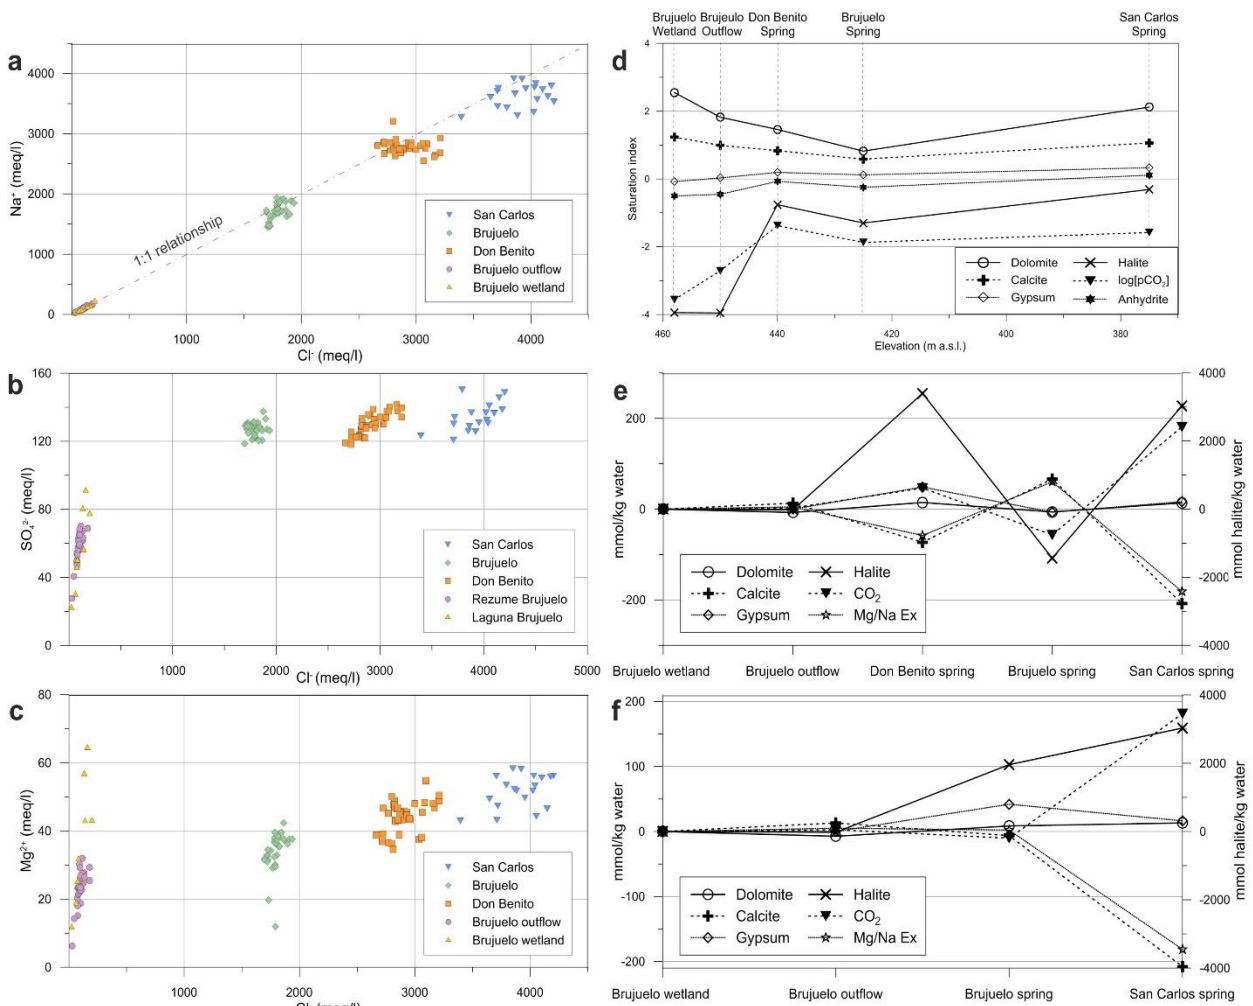 a
4000
3000
2000
1000
0
Na⁺ (meq/l)
1:1 relationship
San Carlos
Brujuelo
Don Benito
Brujuelo outflow
Brujuelo wetland
1000
2000
3000
4000
Cl⁻ (meq/l)
b
160
120
80
40
0
SO₄²⁻ (meq/l)
San Carlos
Brujuelo
Don Benito
Rezume Brujuelo
Laguna Brujuelo
1000
2000
3000
4000
5000
Cl⁻ (meq/l)
c
80
60
40
20
0
Mg²⁺ (meq/l)
San Carlos
Brujuelo
Don Benito
Brujuelo outflow
Brujuelo wetland
1000
2000
3000
4000
Brujuelo
Wetland
Brujeulo
Outflow
Don Benito
Spring
Brujuelo
Spring
San Carlos
Spring
d
4
2
0
-2
-4
Saturation index
Dolomite
Halite
Calcite
log[pCO₂]
Gypsum
Anhydrite
460
440
420
400
380
Elevation (m a.s.l.)
e
200
0
-200
mmol/kg water
4000
2000
0
-2000
-4000
mmol halite/kg water
Dolomite
Halite
Calcite
CO₂
Gypsum
Mg/Na Ex
Brujuelo wetland
Brujuelo outflow
Don Benito spring
Brujuelo spring
San Carlos spring
f
200
100
0
-100
-200
mmol/kg water
4000
2000
0
-2000
-4000
mmol halite/kg water
Dolomite
Halite
Calcite
CO₂
Gypsum
Mg/Na Ex
Brujuelo wetland
Brujuelo outflow
Brujuelo spring
San Carlos spring